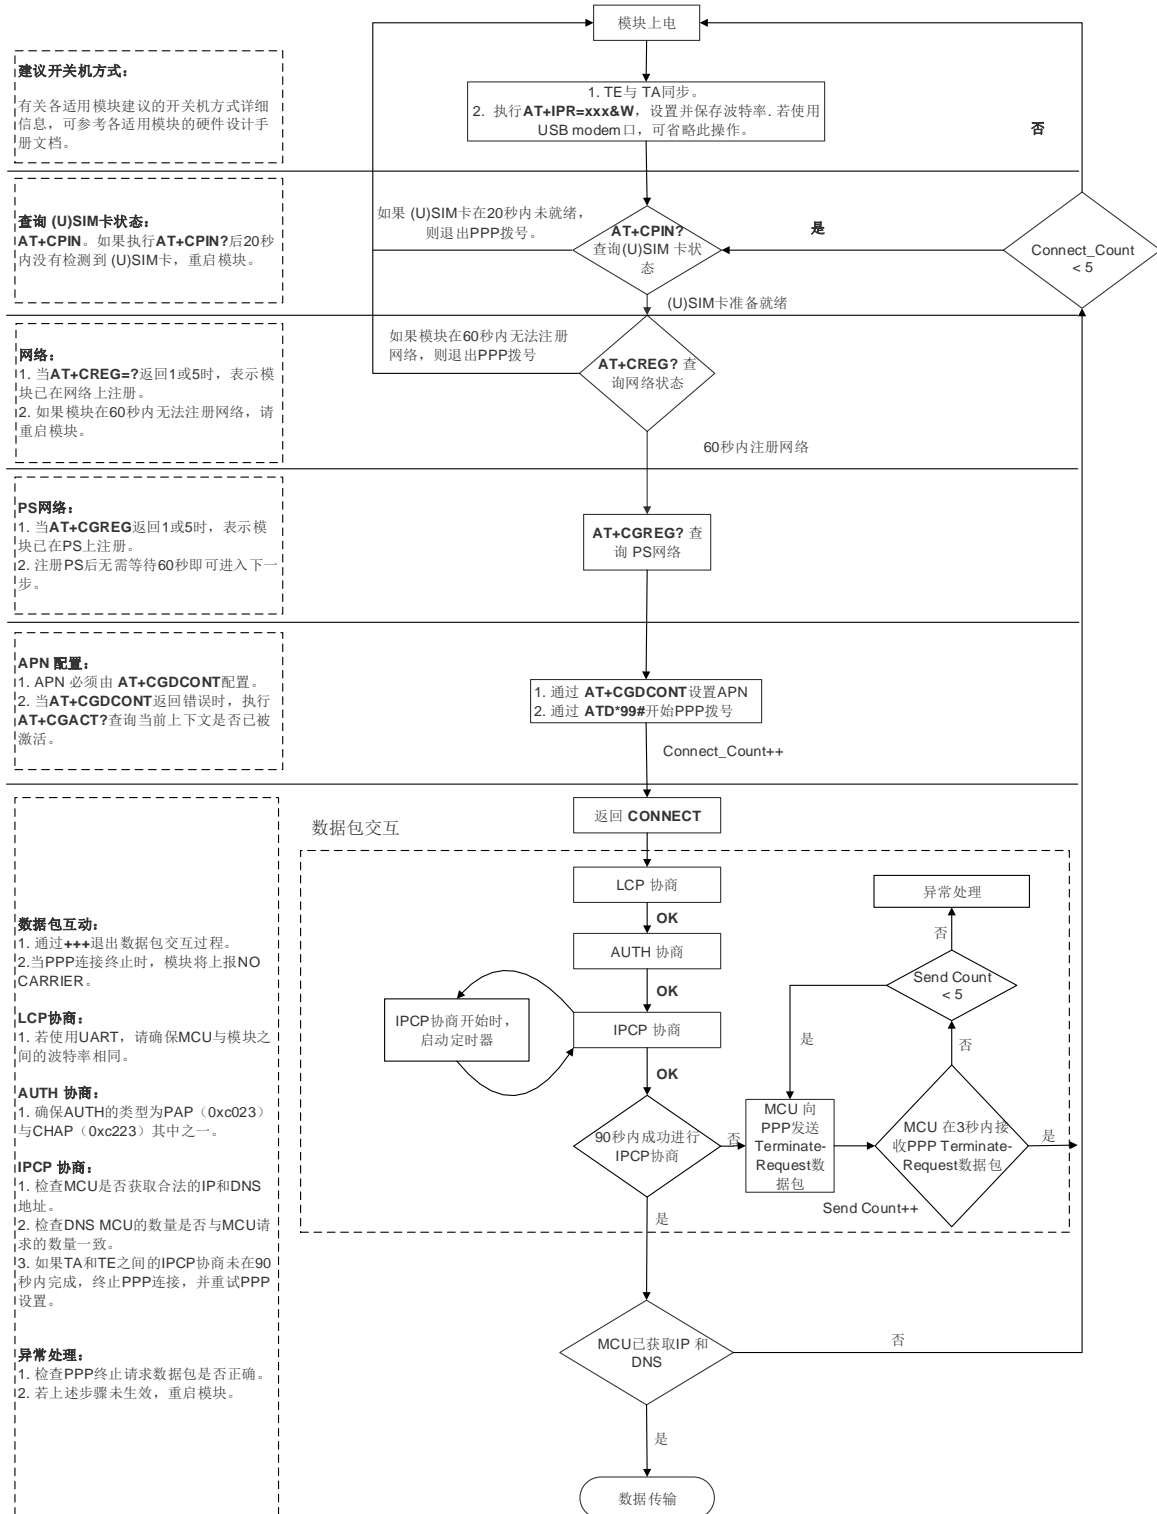 模块上电
建议开关机方式：
有关各适用模块建议的开关机方式详细
信息，可参考各适用模块的硬件设计手
册文档。
1. TE与 TA同步。
2. 执行AT+IPR=xxx&W，设置并保存波特率. 若使用
USB modem口，可省略此操作。
否
查询 (U)SIM卡状态：
AT+CPIN。如果执行AT+CPIN?后20秒
内没有检测到 (U)SIM卡，重启模块。
如果 (U)SIM卡在20秒内未就绪，
则退出PPP拨号。
AT+CPIN?
查询(U)SIM 卡状
态
是
Connect_Count
< 5
(U)SIM卡准备就绪
网络：
1. 当AT+CREG=?返回1或5时，表示模
块已在网络上注册。
2. 如果模块在60秒内无法注册网络，请
重启模块。
如果模块在60秒内无法注册
网络，则退出PPP拨号
AT+CREG? 查
询网络状态
60秒内注册网络
PS网络：
1. 当AT+CGREG返回1或5时，表示模
块已在PS上注册。
2. 注册PS后无需等待60秒即可进入下一
步。
AT+CGREG? 查
询 PS网络
APN 配置：
1. APN 必须由 AT+CGDCONT配置。
2. 当AT+CGDCONT返回错误时，执行
AT+CGACT?查询当前上下文是否已被
激活。
1. 通过 AT+CGDCONT设置APN
2. 通过 ATD*99#开始PPP拨号
Connect_Count++
返回 CONNECT
数据包交互
LCP 协商
OK
AUTH 协商
OK
IPCP协商开始时，
启动定时器
IPCP 协商
OK
90秒内成功进行
IPCP协商
否
MCU 向
PPP发送
Terminate-
Request数
据包
Send Count++
MCU 在3秒内接
收PPP Terminate-
Request数据包
是
否
Send Count
< 5
是
否
异常处理
是
数据包互动：
1. 通过+++退出数据包交互过程。
2.当PPP连接终止时，模块将上报NO
CARRIER。
LCP协商：
1. 若使用UART，请确保MCU与模块之
间的波特率相同。
AUTH 协商：
1. 确保AUTH的类型为PAP（0xc023）
与CHAP（0xc223）其中之一。
IPCP 协商：
1. 检查MCU是否获取合法的IP和DNS
地址。
2. 检查DNS MCU的数量是否与MCU请
求的数量一致。
3. 如果TA和TE之间的IPCP协商未在90
秒内完成，终止PPP连接，并重试PPP
设置。
异常处理：
1. 检查PPP终止请求数据包是否正确。
2. 若上述步骤未生效，重启模块。
MCU已获取IP 和
DNS
否
是
数据传输